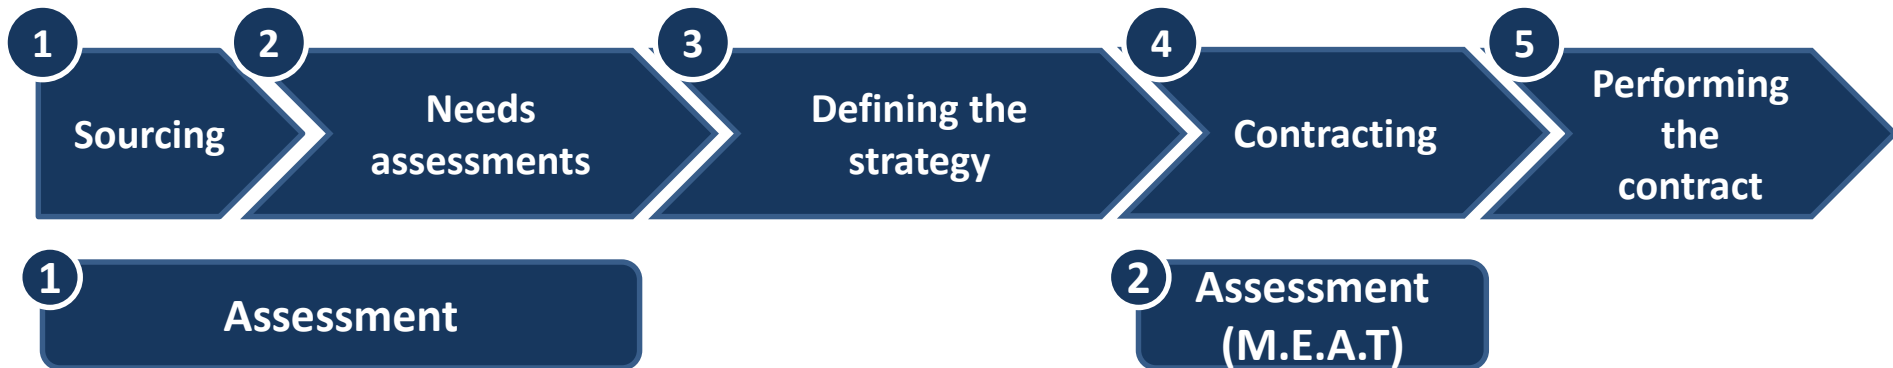 1
Sourcing
2
Needs
assessments
3
Defining the
strategy
4
Contracting
5
Performing
the
contract
1
Assessment
2
Assessment
(M.E.A.T)